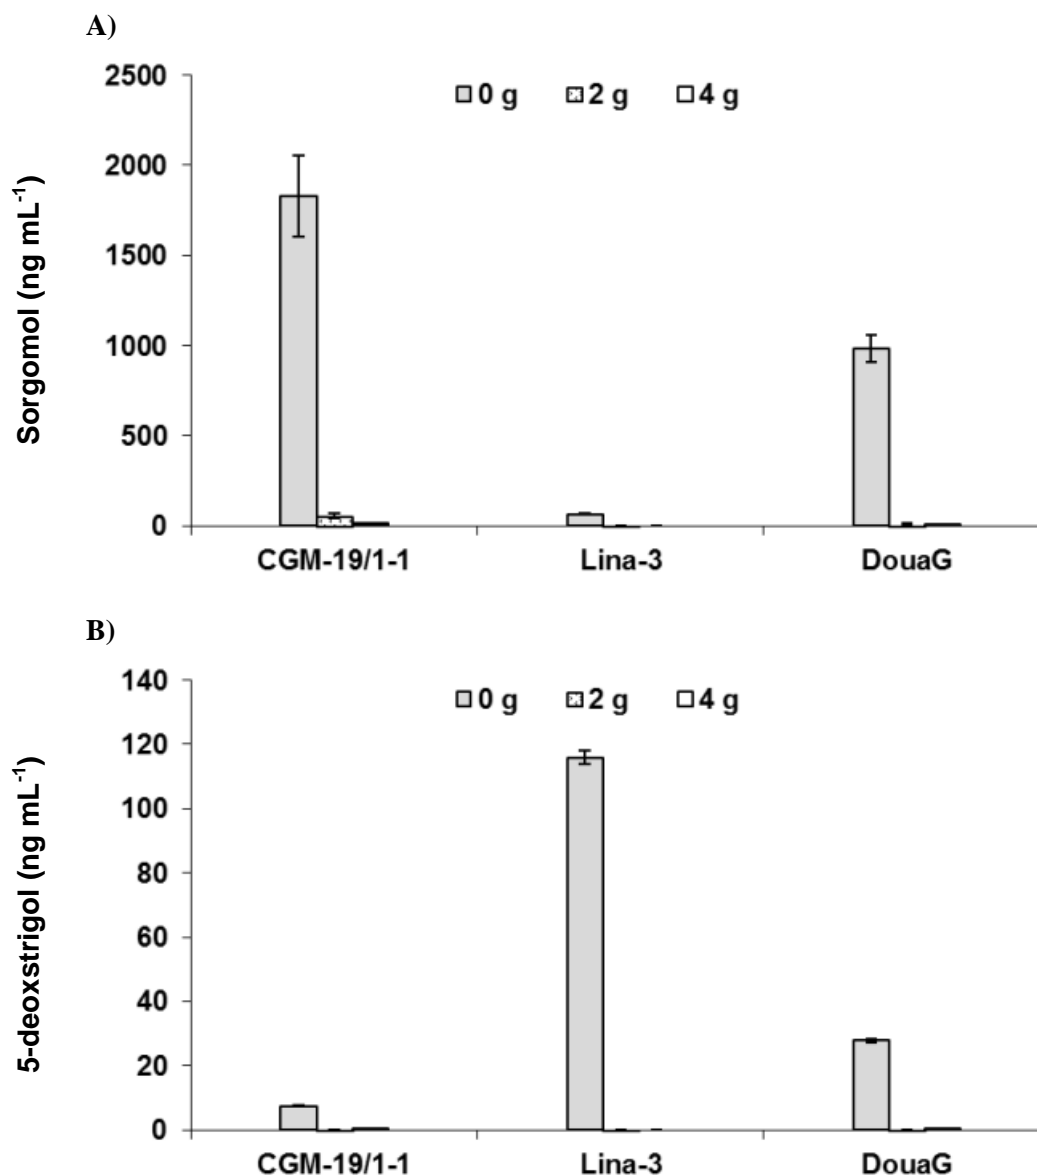 A)
Sorgomol (ng mL⁻¹)
2500
2000
1500
1000
500
0
0 g 2 g 4 g
CGM-19/1-1 Lina-3 DouaG
B)
5-deoxstrigol (ng mL⁻¹)
140
120
100
80
60
40
20
0
0 g 2 g 4 g
CGM-19/1-1 Lina-3 DouaG